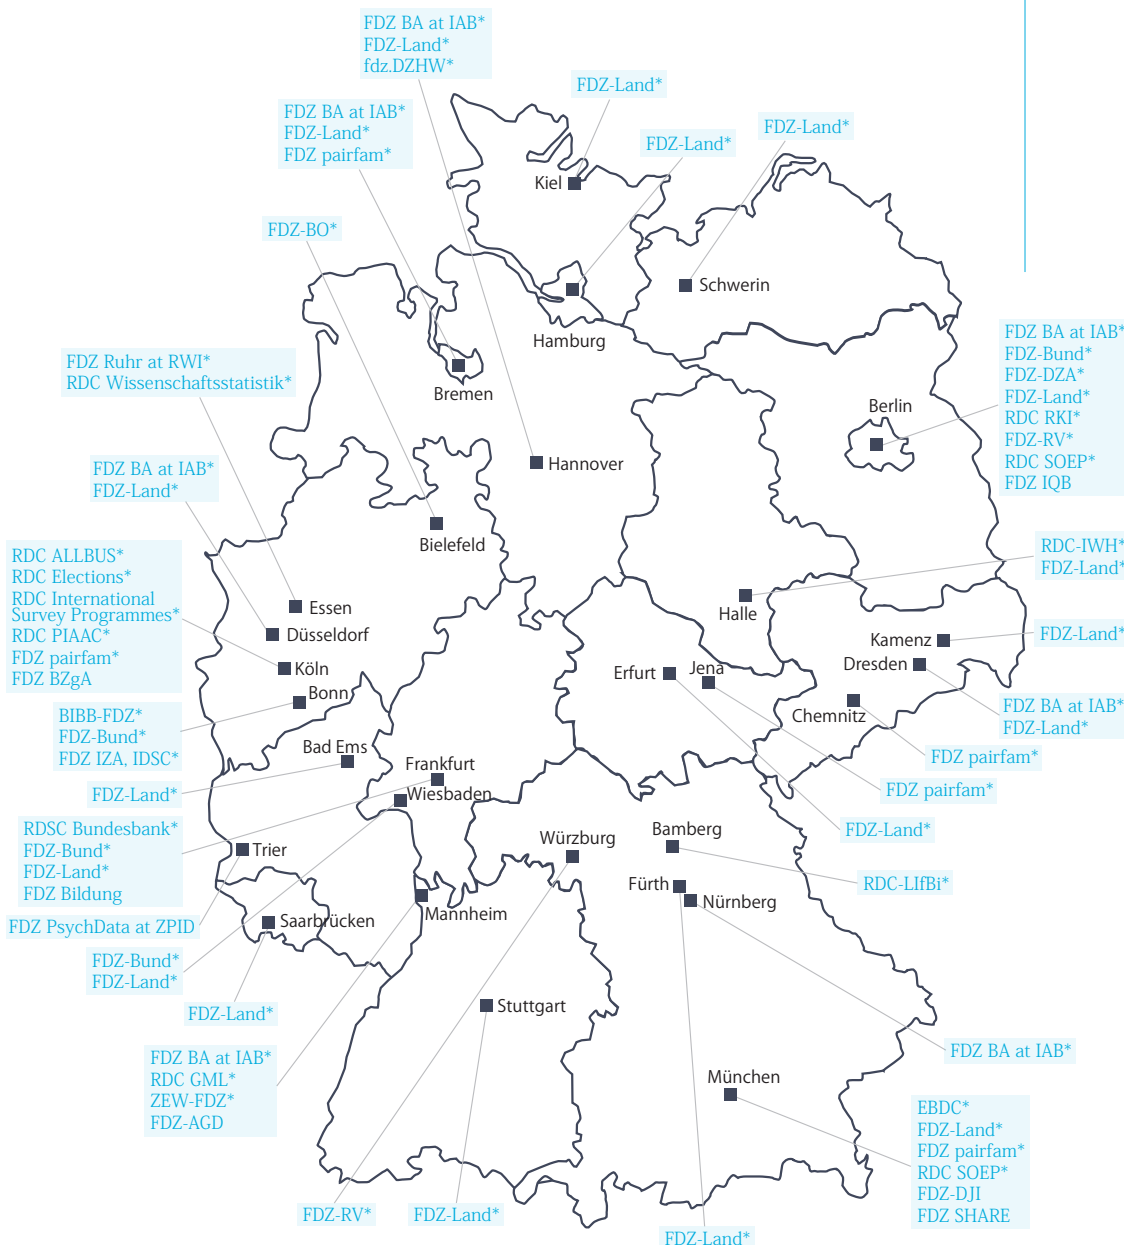 FDZ BA at IAB*
FDZ-Land*
fdz.DZHW*
FDZ-Land*
FDZ BA at IAB*
FDZ-Land*
FDZ pairfam*
FDZ-Land*
FDZ-Land*
Kiel
FDZ-BO*
Schwerin
Hamburg
FDZ BA at IAB*
FDZ-Bund*
FDZ-DZA*
FDZ-Land*
RDC RKI*
FDZ-RV*
RDC SOEP*
FDZ IQB
FDZ Ruhr at RWI*
RDC Wissenschaftsstatistik*
Bremen
Berlin
Hannover
FDZ BA at IAB*
FDZ-Land*
Bielefeld
RDC-IWH*
FDZ-Land*
RDC ALLBUS*
RDC Elections*
RDC International
Survey Programmes*
RDC PIAAC*
FDZ pairfam*
FDZ BZgA
Essen
Düsseldorf
Köln
Bonn
Halle
Kamenz
FDZ-Land*
Dresden
Erfurt
Jena
Chemnitz
FDZ BA at IAB*
FDZ-Land*
BIBB-FDZ*
FDZ-Bund*
FDZ IZA, IDSC*
Bad Ems
FDZ pairfam*
Frankfurt
FDZ-Land*
Wiesbaden
FDZ pairfam*
RDSC Bundesbank*
FDZ-Bund*
FDZ-Land*
FDZ Bildung
FDZ-Land*
Würzburg
Bamberg
Trier
Fürth
RDC-LIfBi*
Nürnberg
Mannheim
Saarbrücken
FDZ PsychData at ZPID
FDZ-Bund*
FDZ-Land*
FDZ-Land*
Stuttgart
FDZ BA at IAB*
RDC GML*
ZEW-FDZ*
FDZ-AGD
FDZ BA at IAB*
München
EBDC*
FDZ-Land*
FDZ pairfam*
RDC SOEP*
FDZ-DJI
FDZ SHARE
FDZ-RV*
FDZ-Land*
FDZ-Land*